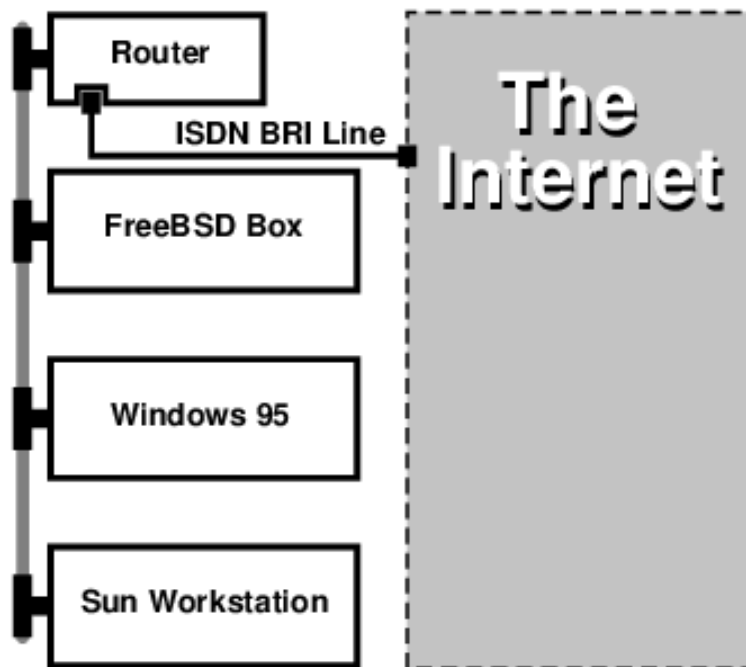 Router
The
Internet
ISDN BRI Line
FreeBSD Box
Windows 95
Sun Workstation